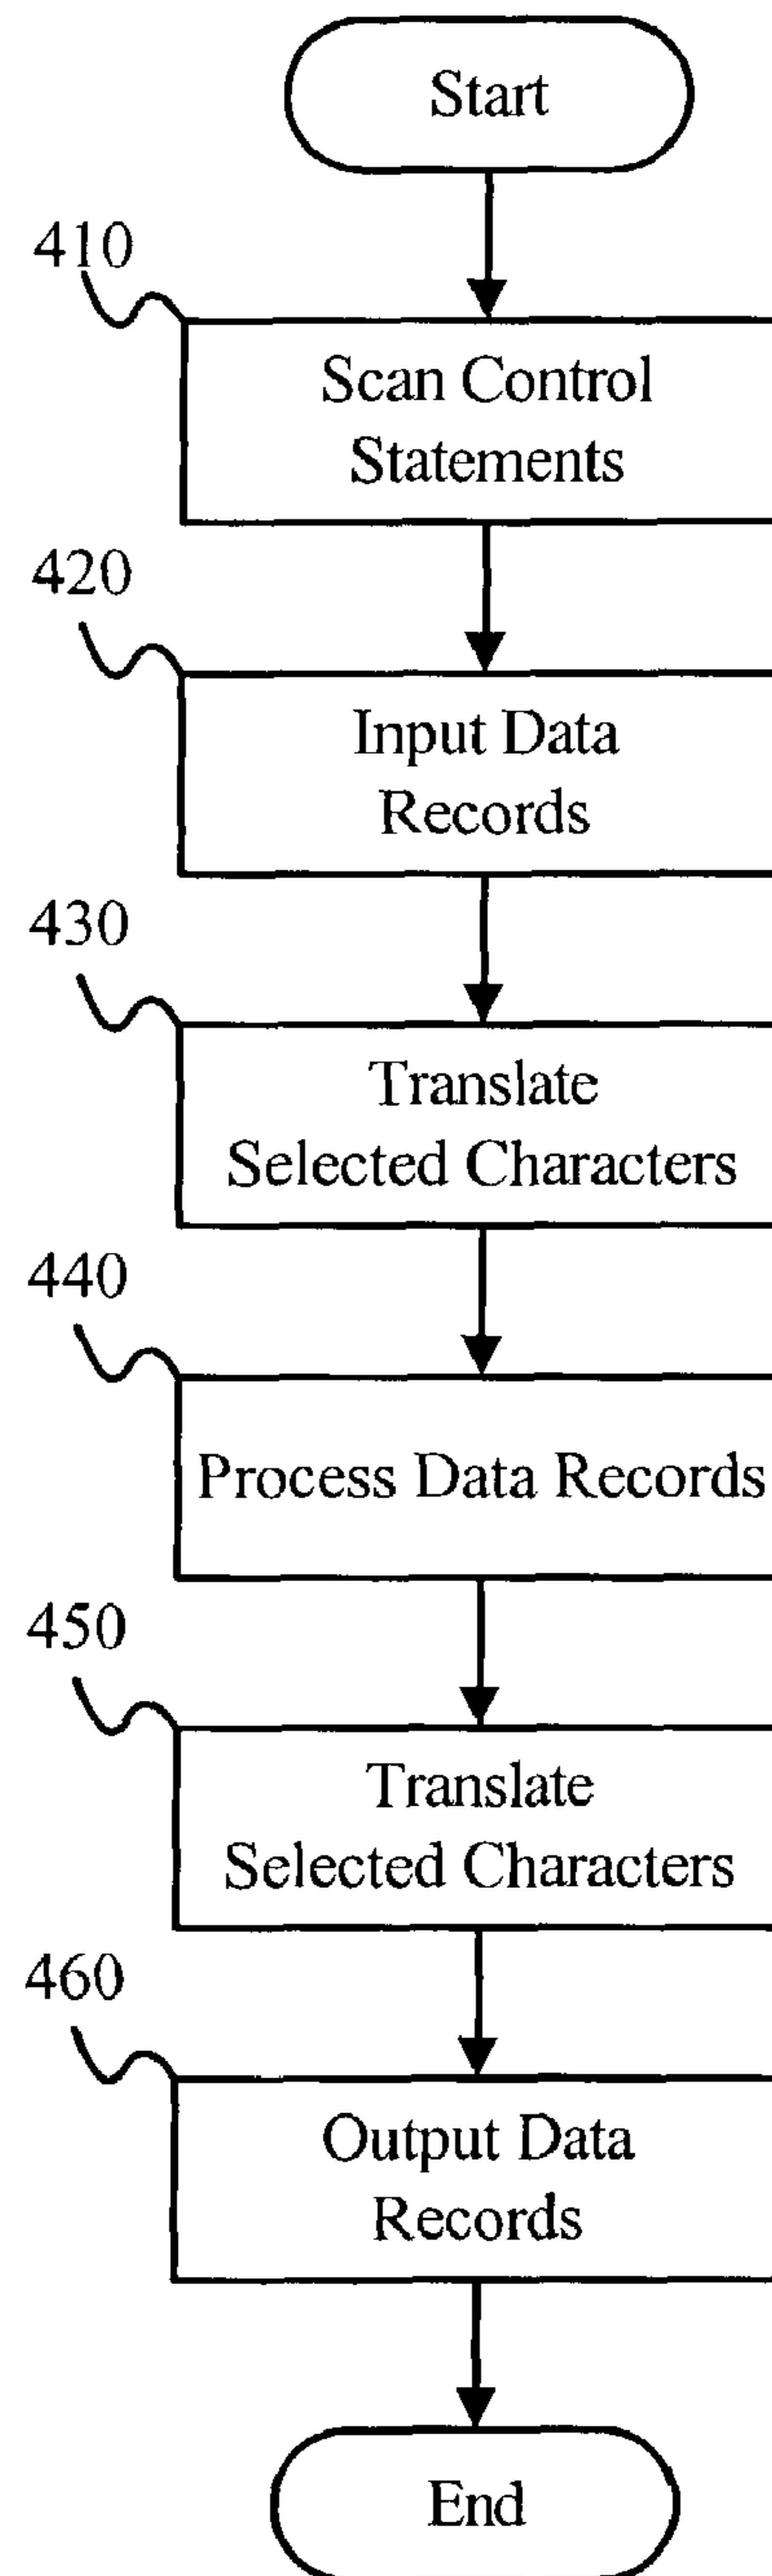 Start
410
Scan Control
Statements
420
Input Data
Records
430
Translate
Selected Characters
440
Process Data Records
450
Translate
Selected Characters
460
Output Data
Records
End